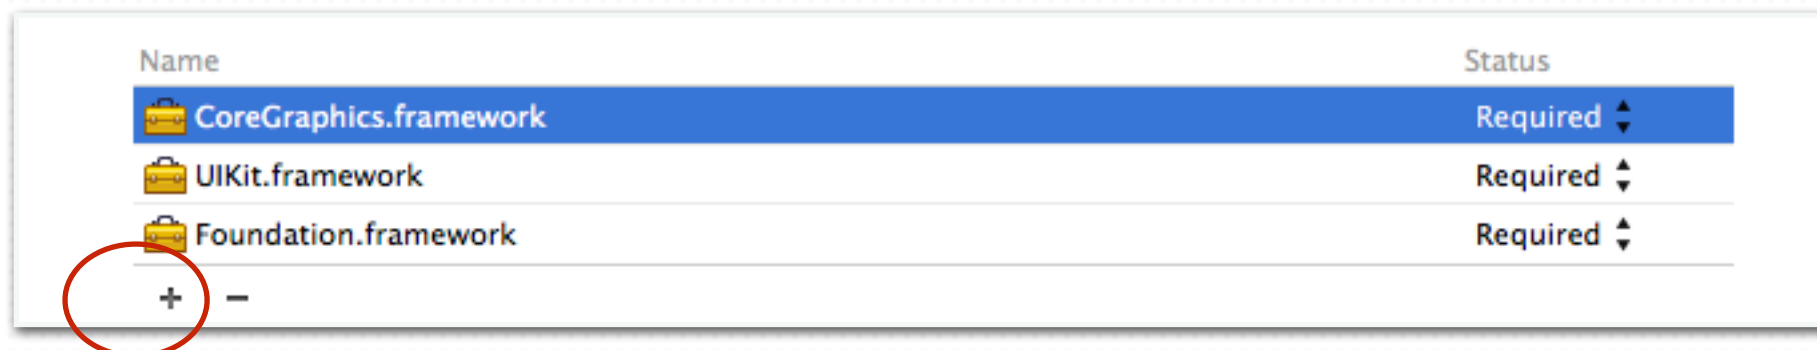 Name Status
CoreGraphics.framework Required
UIKit.framework Required
Foundation.framework Required
+ −